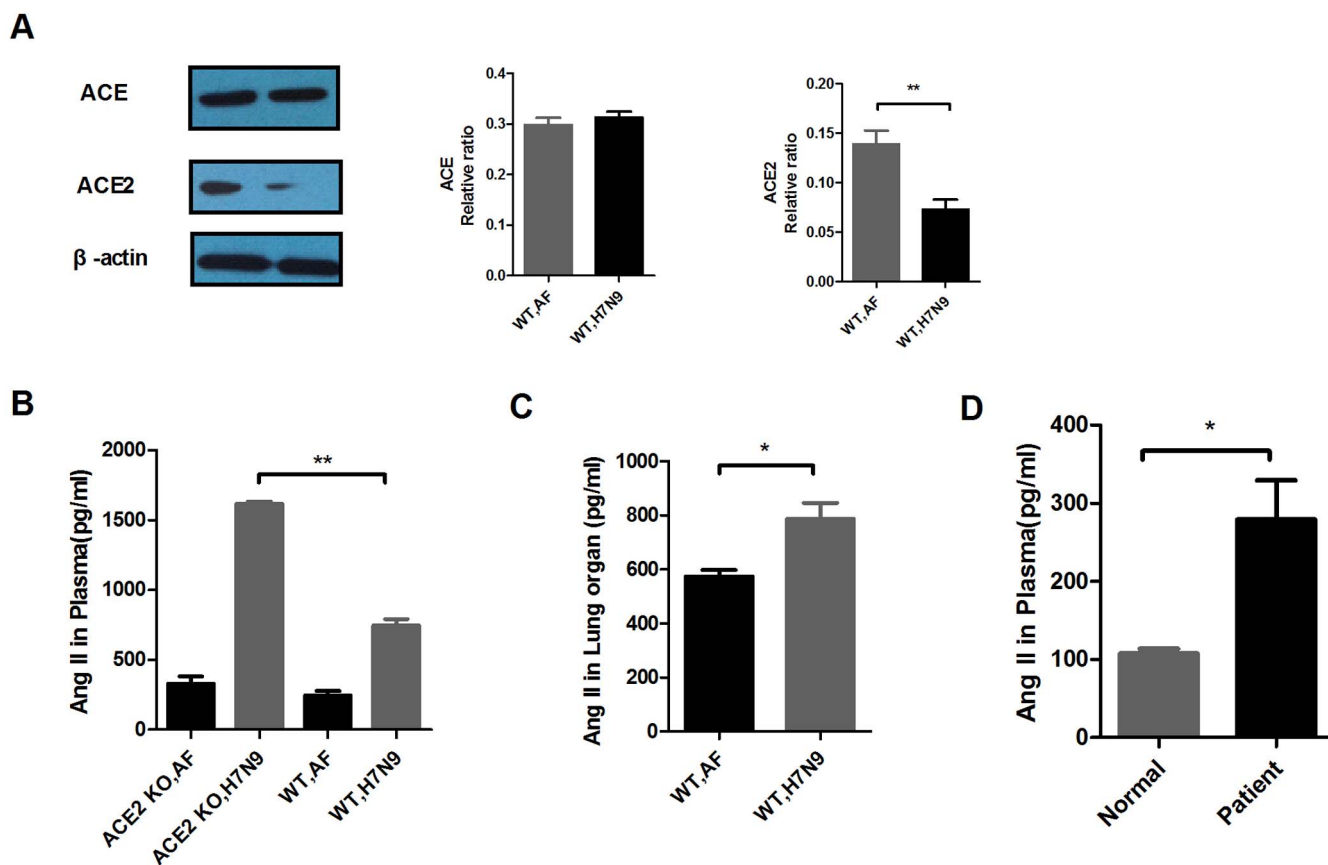 A
ACE
ACE2
β -actin
ACE
Relative ratio
0.4
0.3
0.2
0.1
0.0
WT,AF
WT,H7N9
ACE2
Relative ratio
0.20
0.15
0.10
0.05
0.00
**
WT,AF
WT,H7N9
B
Ang II in Plasma(pg/ml)
2000
1500
1000
500
0
**
ACE2 KO,AF
ACE2 KO,H7N9
WT,AF
WT,H7N9
C
Ang II in Lung organ (pg/ml)
1000
800
600
400
200
0
*
WT,AF
WT,H7N9
D
Ang II in Plasma(pg/ml)
400
300
200
100
0
*
Normal
Patient